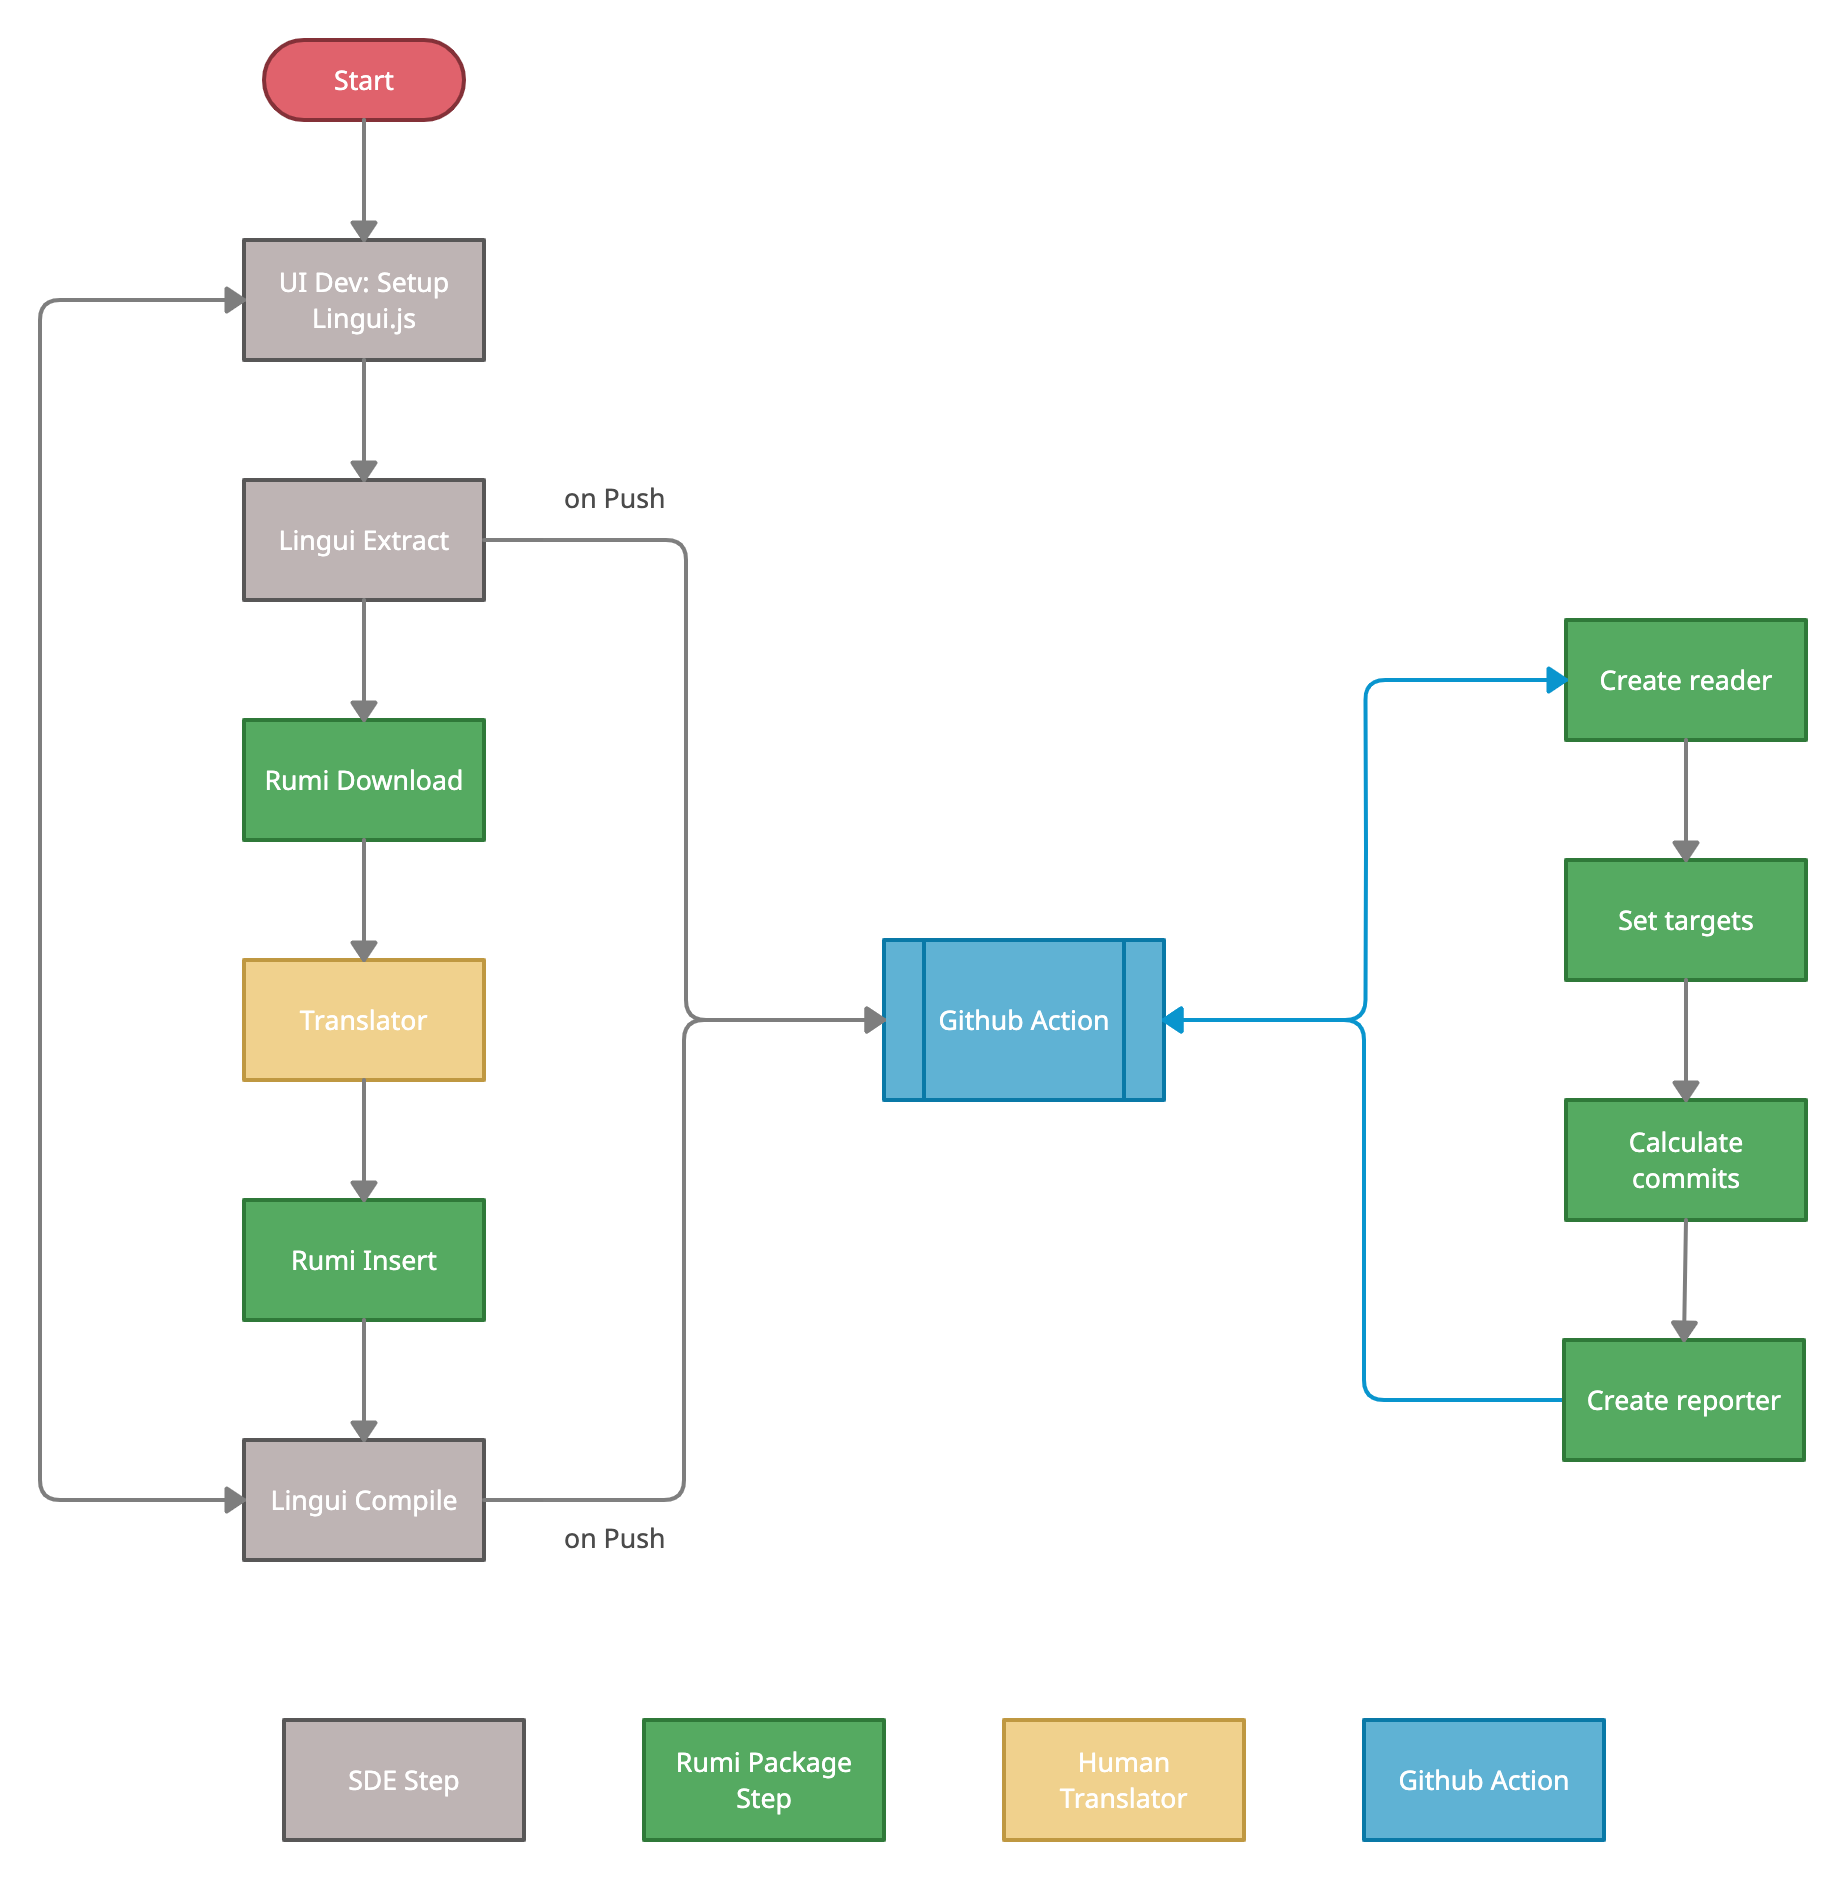 Start
UI Dev: Setup
Lingui.js
Lingui Extract
on Push
Rumi Download
Translator
Rumi Insert
Lingui Compile
on Push
Github Action
Create reader
Set targets
Calculate
commits
Create reporter
SDE Step
Rumi Package
Step
Human
Translator
Github Action